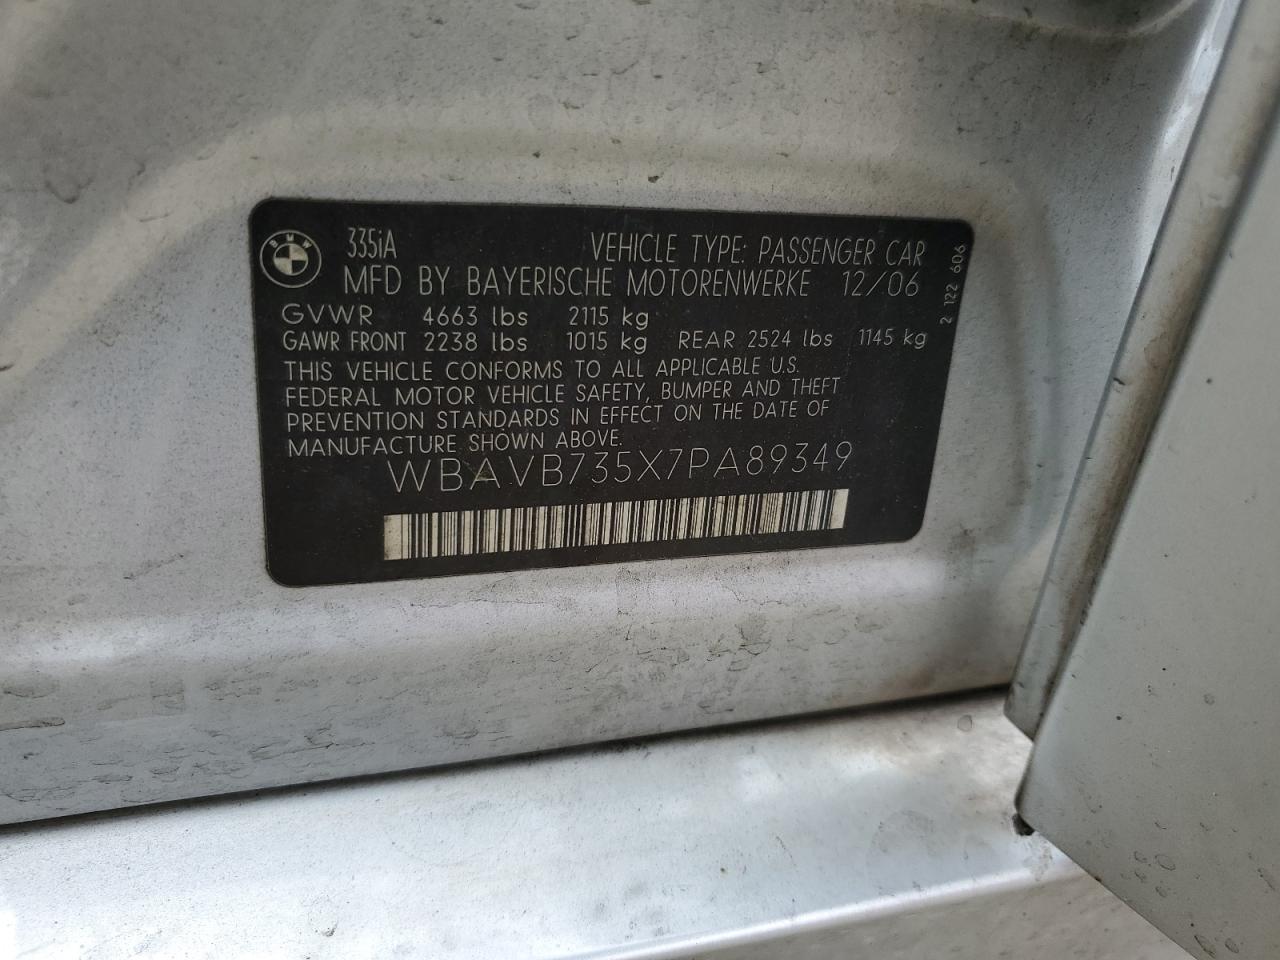 BMW
335iA VEHICLE TYPE: PASSENGER CAR
MFD BY BAYERISCHE MOTORENWERKE 12/06
GVWR 4663 lbs 2115 kg
GAWR FRONT 2238 lbs 1015 kg REAR 2524 lbs 1145 kg
THIS VEHICLE CONFORMS TO ALL APPLICABLE U.S.
FEDERAL MOTOR VEHICLE SAFETY, BUMPER AND THEFT
PREVENTION STANDARDS IN EFFECT ON THE DATE OF
MANUFACTURE SHOWN ABOVE.
WBAVB735X7PA89349
2 122 606